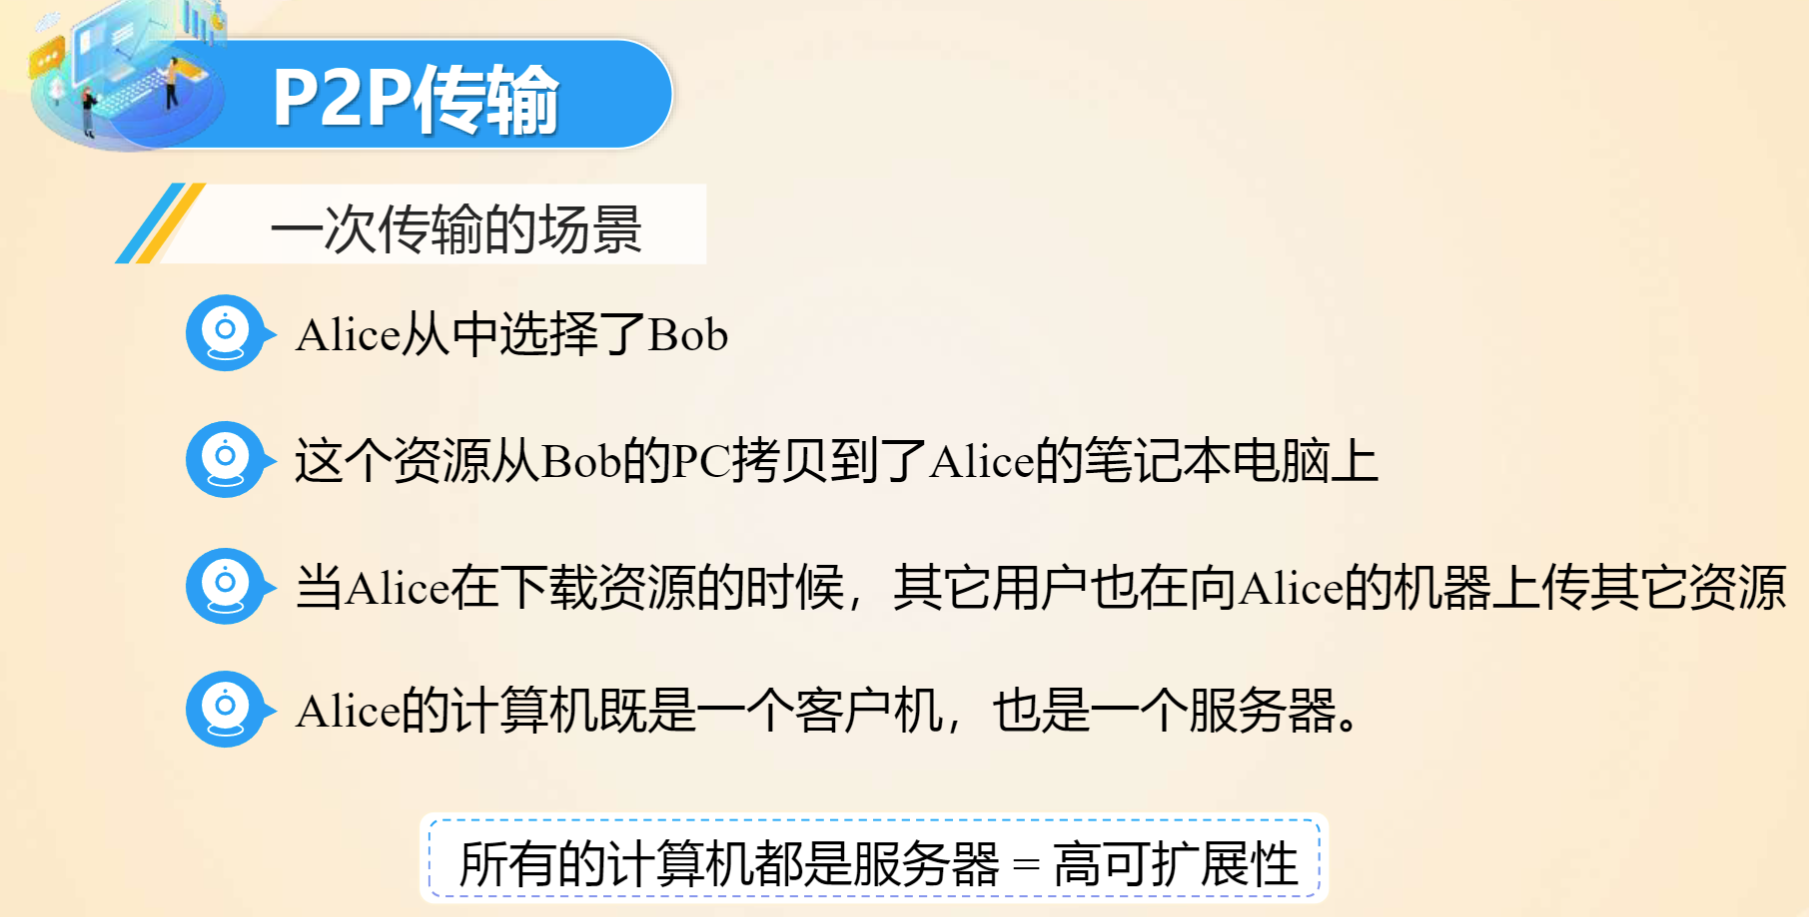 P2P传输
一次传输的场景
Alice从中选择了Bob
这个资源从Bob的PC拷贝到了Alice的笔记本电脑上
当Alice在下载资源的时候，其它用户也在向Alice的机器上传其它资源
Alice的计算机既是一个客户机，也是一个服务器。
所有的计算机都是服务器 = 高可扩展性